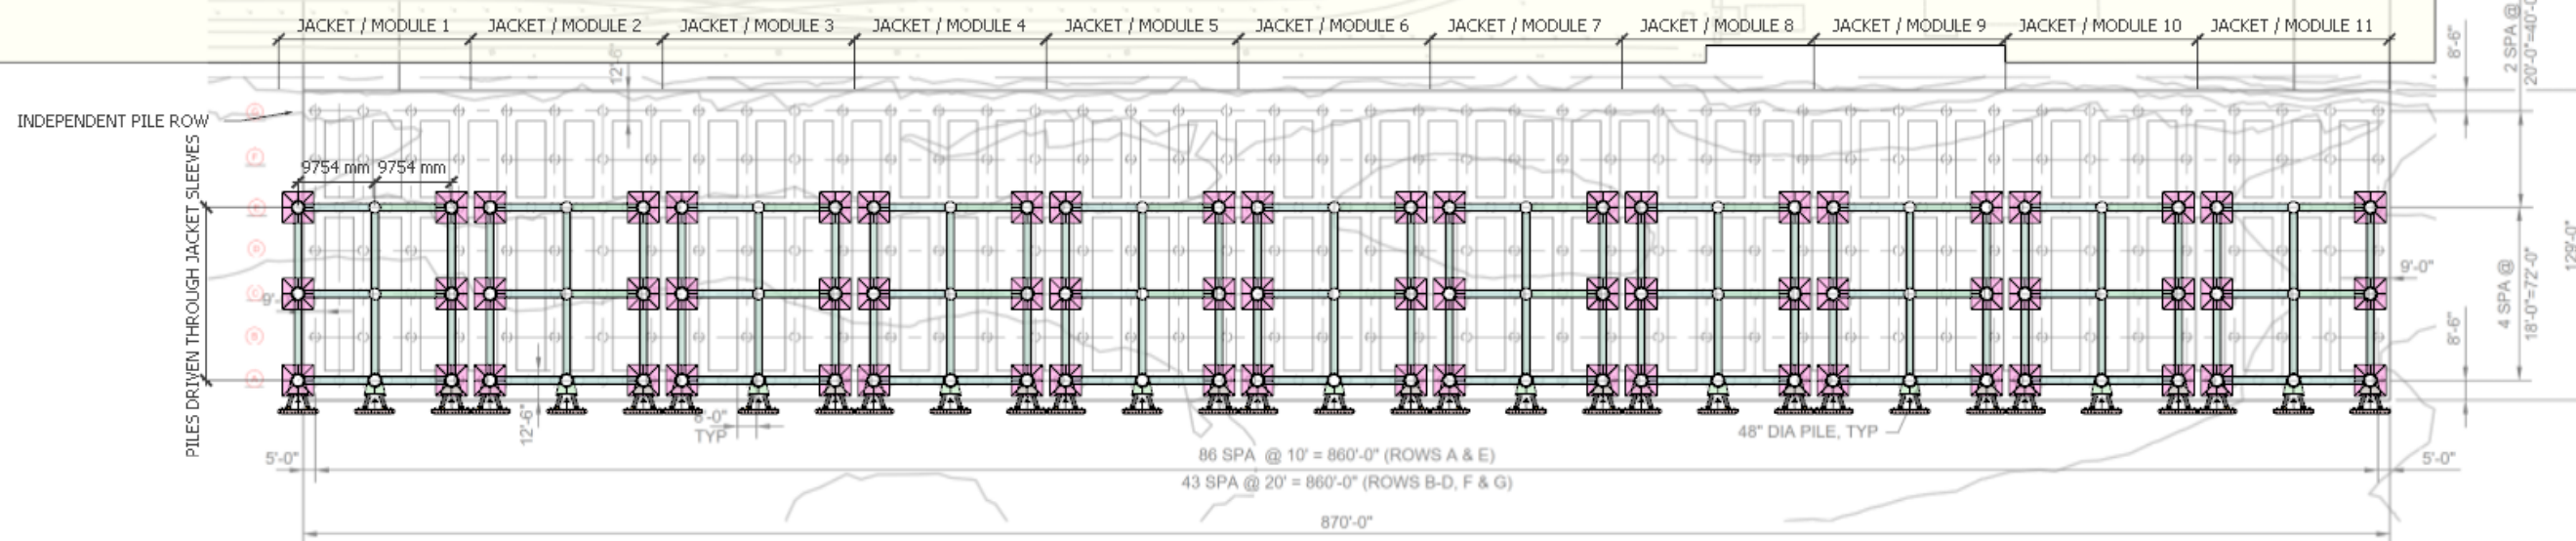 JACKET / MODULE 1 JACKET / MODULE 2 JACKET / MODULE 3 JACKET / MODULE 4 JACKET / MODULE 5 JACKET / MODULE 6 JACKET / MODULE 7 JACKET / MODULE 8 JACKET / MODULE 9 JACKET / MODULE 10 JACKET / MODULE 11
2 SPA @
20'-0"=40'-0"
8'-6"
12'-6"
INDEPENDENT PILE ROW
G
F
PILES DRIVEN THROUGH JACKET SLEEVES
9754 mm 9754 mm
E
D
C
B
A
129'-0"
9'-0"
4 SPA @
18'-0"=72'-0"
8'-6"
12'-6"
TYP
48" DIA PILE, TYP
5'-0"
86 SPA @ 10' = 860'-0" (ROWS A & E)
5'-0"
43 SPA @ 20' = 860'-0" (ROWS B-D, F & G)
870'-0"